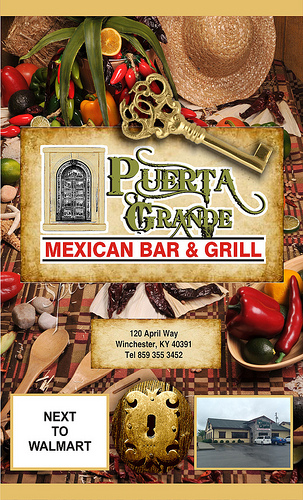 PUERTA
GRANDE
MEXICAN BAR & GRILL
120 April Way
Winchester, KY 40391
Tel 859 355 3452
NEXT
TO
WALMART